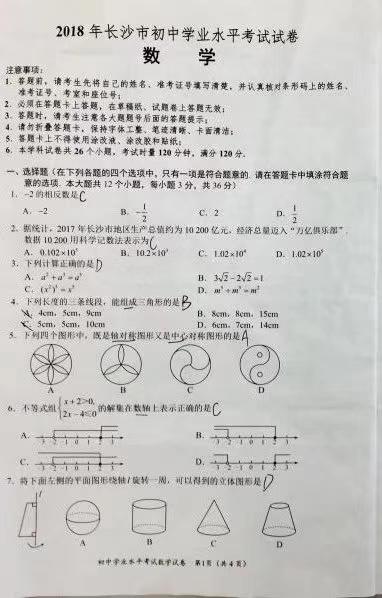 2018 年长沙市初中学业水平考试试卷
数 学
注意事项：
1. 答题前，请考生先将自己的姓名、准考证号填写清楚，并认真核对条形码上的姓名、
准考证号、考室和座位号；
2. 必须在答题卡上答题，在草稿纸、试题卷上答题无效；
3. 答题时，请考生注意各大题题号后面的答题提示；
4. 请勿折叠答题卡，保持字体工整、笔迹清晰、卡面清洁；
5. 答题卡上不得使用涂改液、涂改胶和贴纸；
6. 本学科试卷共 26 个小题，考试时量 120 分钟，满分 120 分。
一、选择题（在下列各题的四个选项中，只有一项是符合题意的. 请在答题卡中填涂符合题
意的选项. 本大题共 12 个小题，每小题 3 分，共 36 分）
1. -2 的相反数是 C
A. -2 B. -1/2 C. 2 D. 1/2
2. 据统计，2017 年长沙市地区生产总值约为 10 200 亿元，经济总量迈入“万亿俱乐部”.
数据 10 200 用科学记数法表示为 C
A. 0.102×10⁵ B. 10.2×10³ C. 1.02×10⁴ D. 1.02×10⁵
3. 下列计算正确的是 D
A. a²+a³=a⁵ B. 3√2-2√2=1
C. (x²)³=x⁵ D. m⁵÷m³=m²
4. 下列长度的三条线段，能组成三角形的是 B
A. 4cm，5cm，9cm B. 8cm，8cm，15cm
C. 5cm，5cm，10cm D. 6cm，7cm，14cm
5. 下列四个图形中，既是轴对称图形又是中心对称图形的是 A
A B C D
6. 不等式组 { x+2>0, 2x-4≤0 的解集在数轴上表示正确的是 C
A. -3 -2 -1 0 1 2 3 B. -3 -2 -1 0 1 2 3
C. -3 -2 -1 0 1 2 3 D. -3 -2 -1 0 1 2 3
7. 将下面左侧的平面图形绕轴 l 旋转一周，可以得到的立体图形是 D
l A B C D
初中学业水平考试数学试卷 第1页（共 4 页）